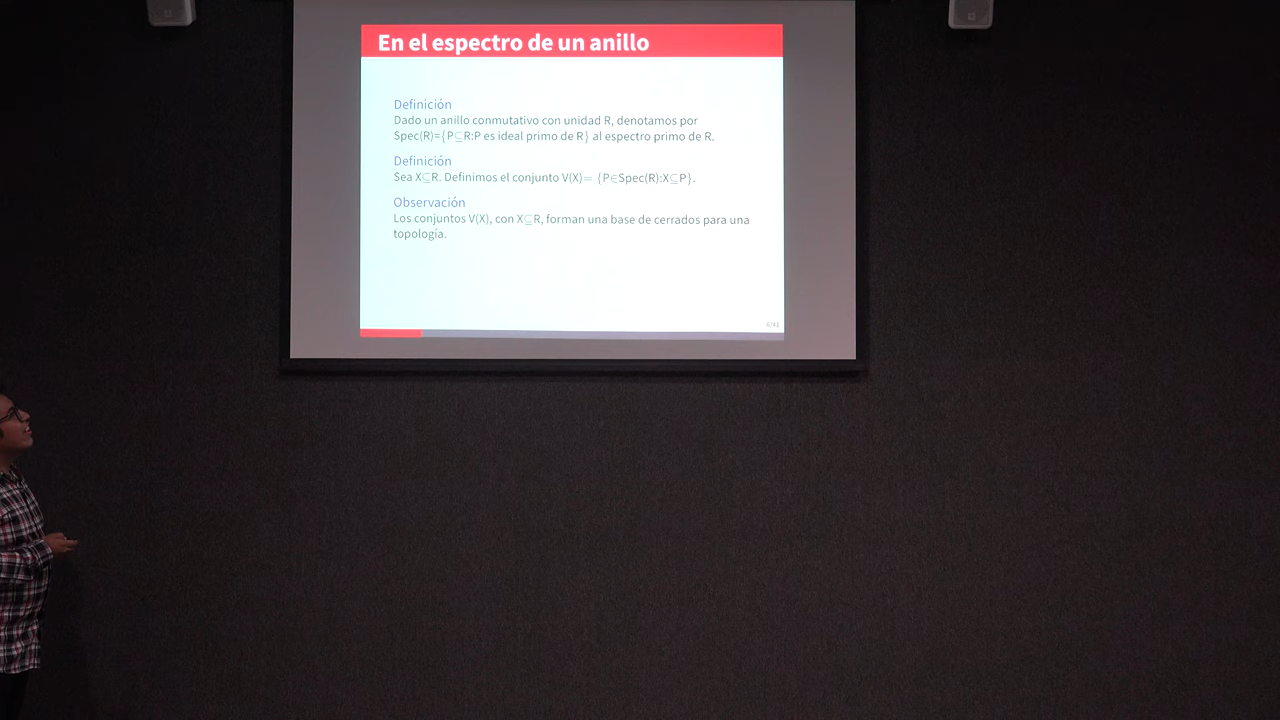 En el espectro de un anillo
Definición
Dado un anillo conmutativo con unidad R, denotamos por
Spec(R)={P⊆R:P es ideal primo de R} al espectro primo de R.
Definición
Sea X⊆R. Definimos el conjunto V(X)= {P∈Spec(R):X⊆P}.
Observación
Los conjuntos V(X), con X⊆R, forman una base de cerrados para una
topología.
6/41